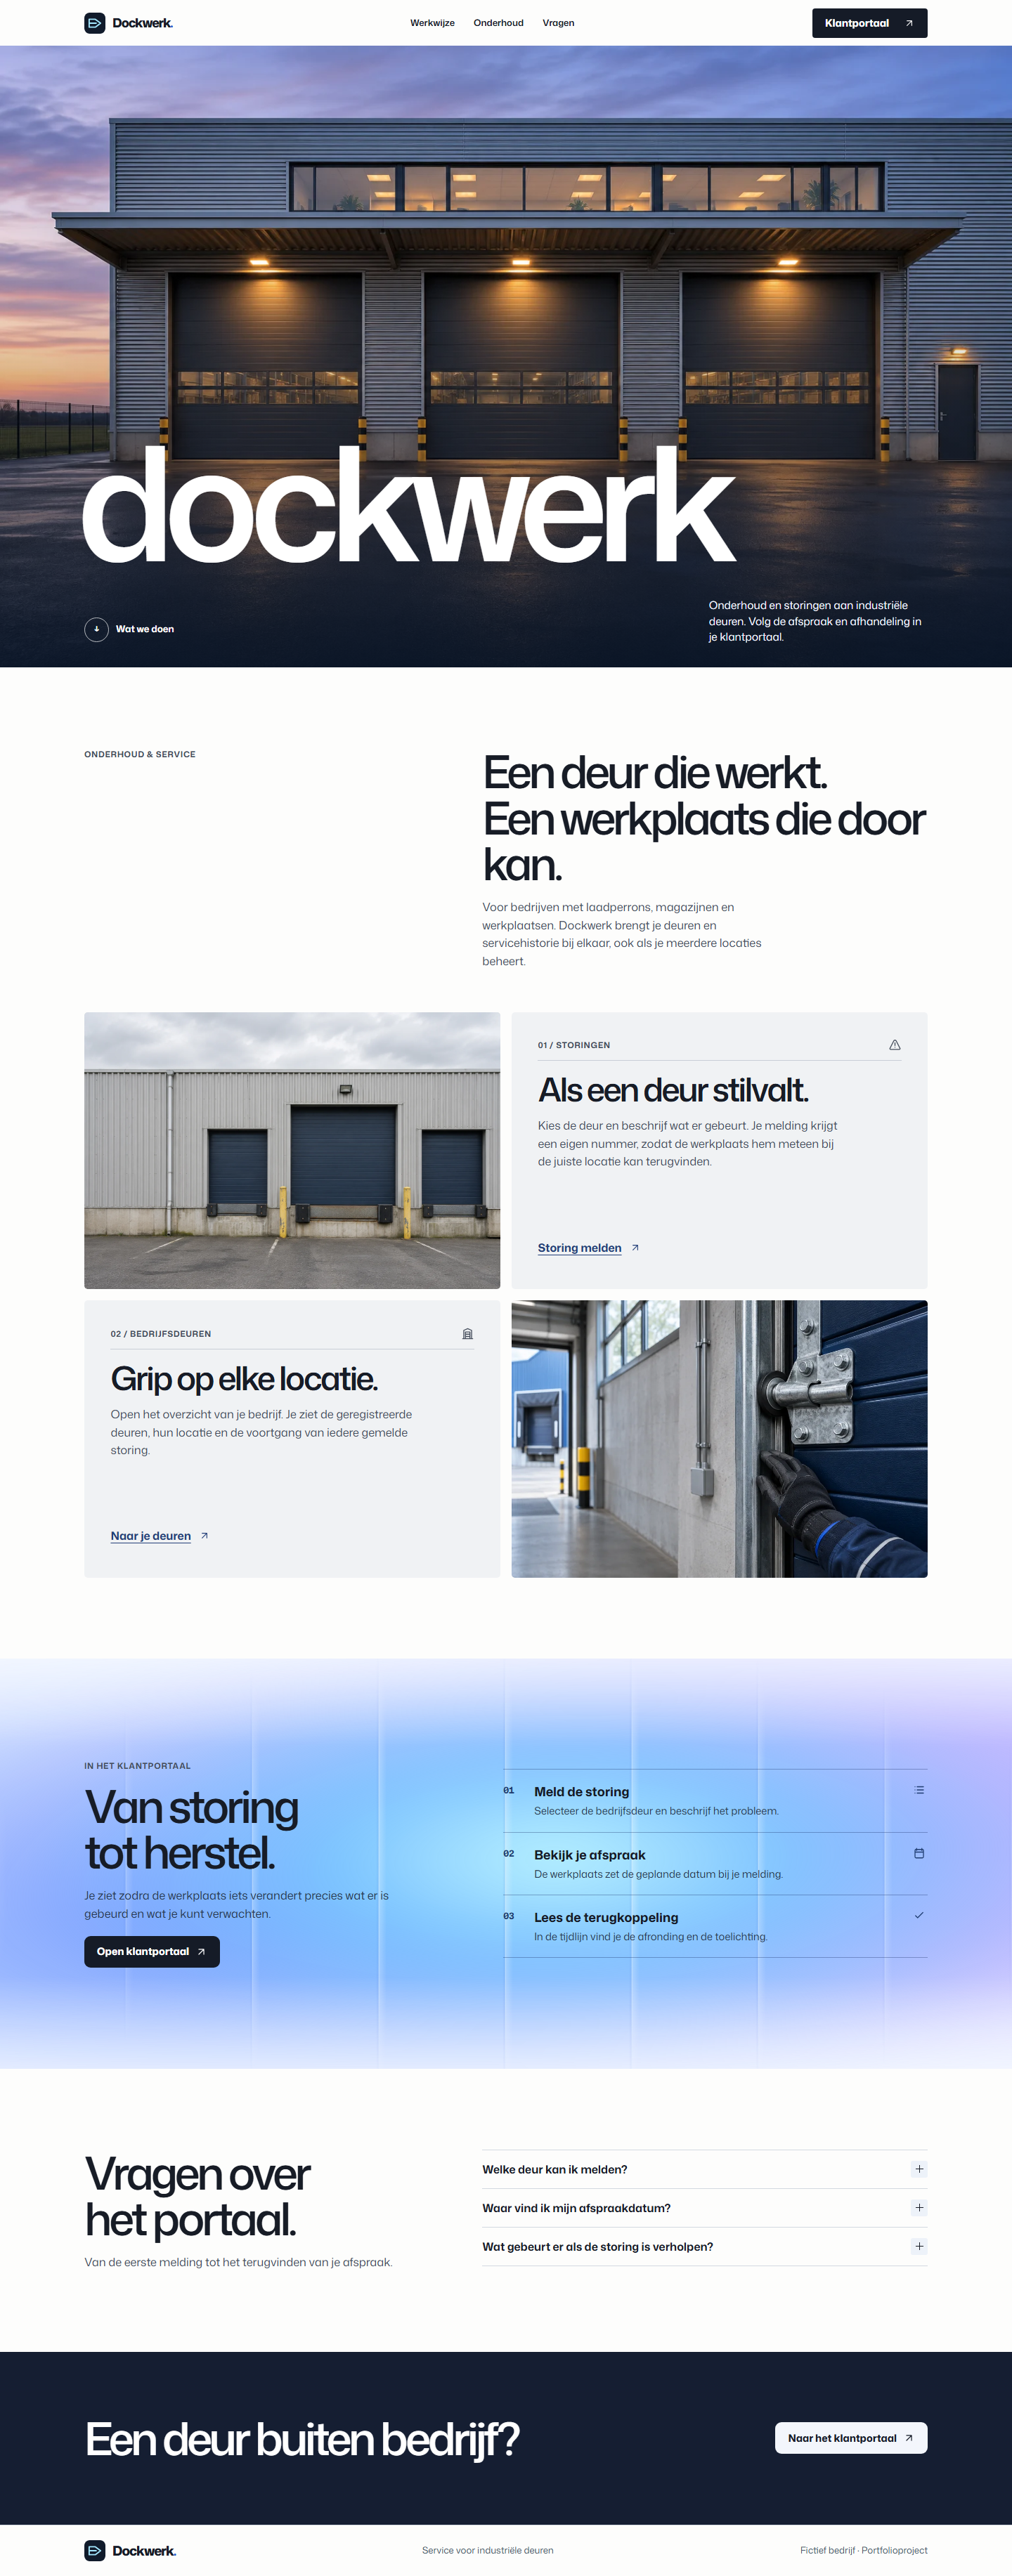 Dockwerk.
Werkwijze
Onderhoud
Vragen
Klantportaal
dockwerk
Wat we doen
Onderhoud en storingen aan industriële
deuren. Volg de afspraak en afhandeling in
je klantportaal.
ONDERHOUD & SERVICE
Een deur die werkt.
Een werkplaats die door
kan.
Voor bedrijven met laadperrons, magazijnen en
werkplaatsen. Dockwerk brengt je deuren en
servicehistorie bij elkaar, ook als je meerdere locaties
beheert.
01 / STORINGEN
Als een deur stilvalt.
Kies de deur en beschrijf wat er gebeurt. Je melding krijgt
een eigen nummer, zodat de werkplaats hem meteen bij
de juiste locatie kan terugvinden.
Storing melden
02 / BEDRIJFSDEUREN
Grip op elke locatie.
Open het overzicht van je bedrijf. Je ziet de geregistreerde
deuren, hun locatie en de voortgang van iedere gemelde
storing.
Naar je deuren
IN HET KLANTPORTAAL
Van storing
tot herstel.
Je ziet zodra de werkplaats iets verandert precies wat er is
gebeurd en wat je kunt verwachten.
Open klantportaal
01 Meld de storing
Selecteer de bedrijfsdeur en beschrijf het probleem.
02 Bekijk je afspraak
De werkplaats zet de geplande datum bij je melding.
03 Lees de terugkoppeling
In de tijdlijn vind je de afronding en de toelichting.
Vragen over
het portaal.
Van de eerste melding tot het terugvinden van je afspraak.
Welke deur kan ik melden?
Waar vind ik mijn afspraakdatum?
Wat gebeurt er als de storing is verholpen?
Een deur buiten bedrijf?
Naar het klantportaal
Dockwerk.
Service voor industriële deuren
Fictief bedrijf · Portfolioproject